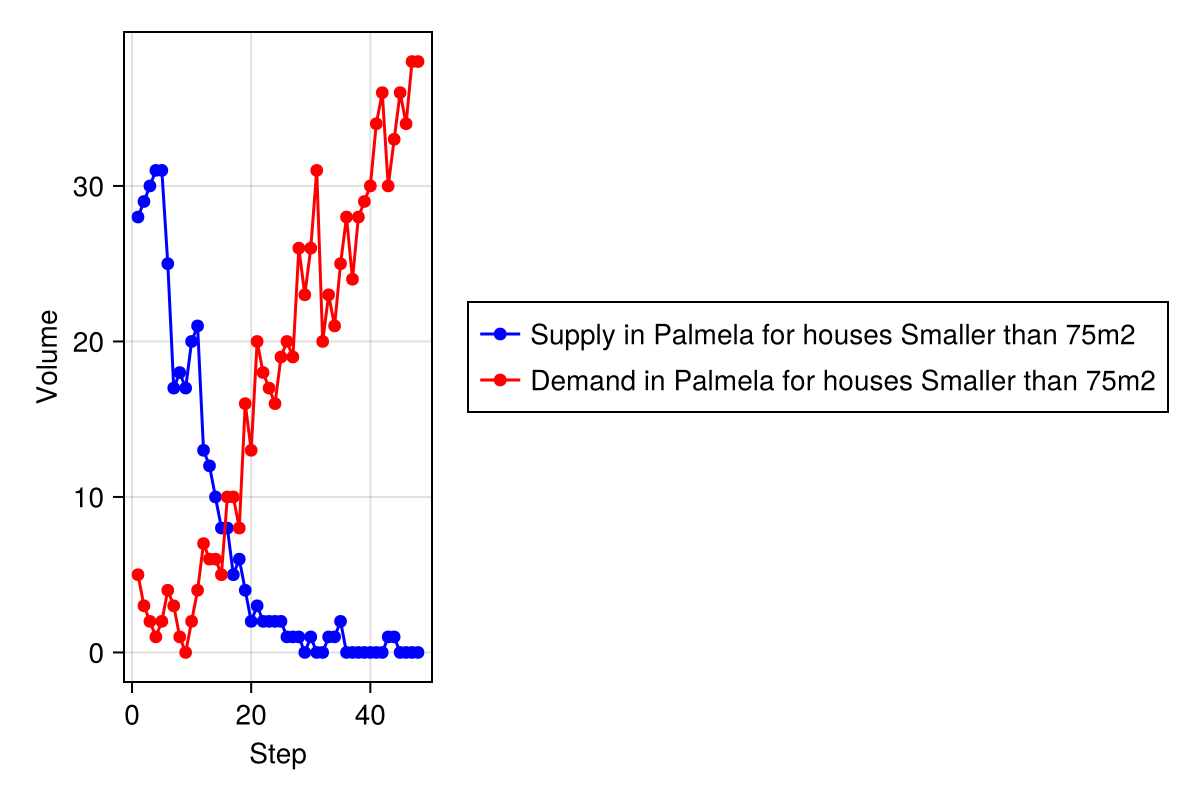 Volume
30
20
10
0
0 20 40
Step
Supply in Palmela for houses Smaller than 75m2
Demand in Palmela for houses Smaller than 75m2